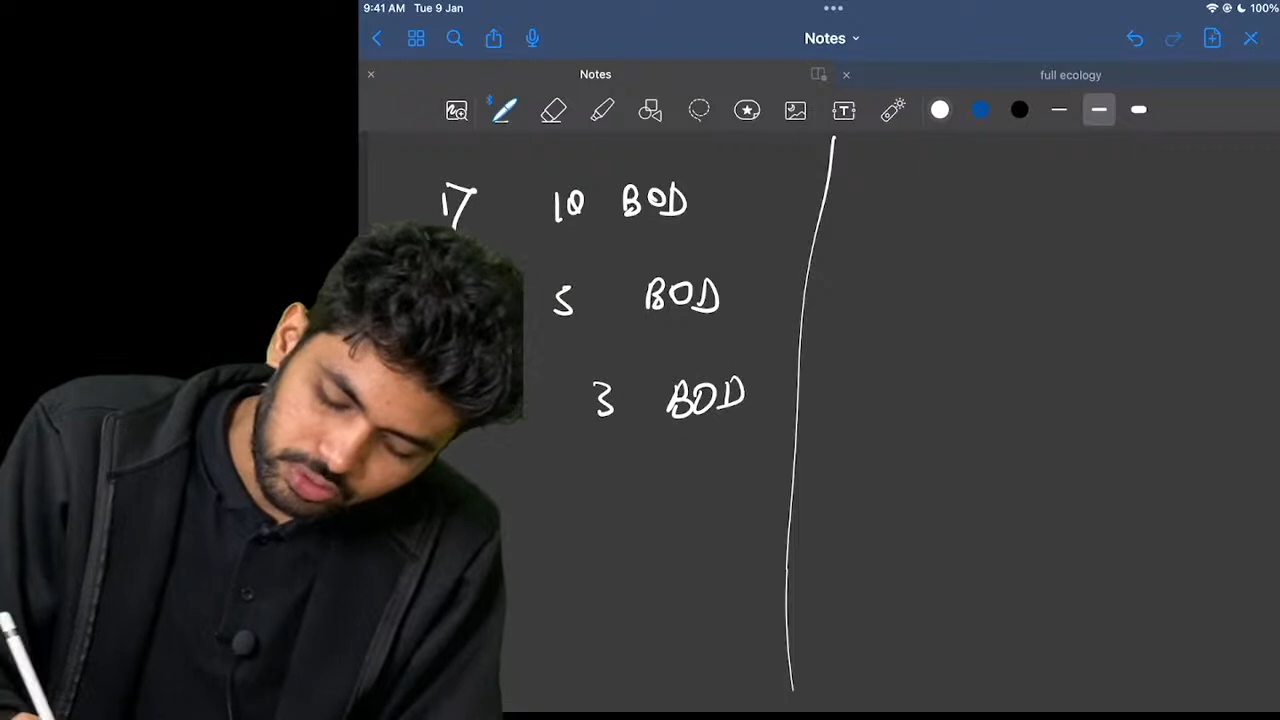 9:41 AM Tue 9 Jan
100%
Notes
Notes
full ecology
T
17 10 BOD
5 BOD
3 BOD